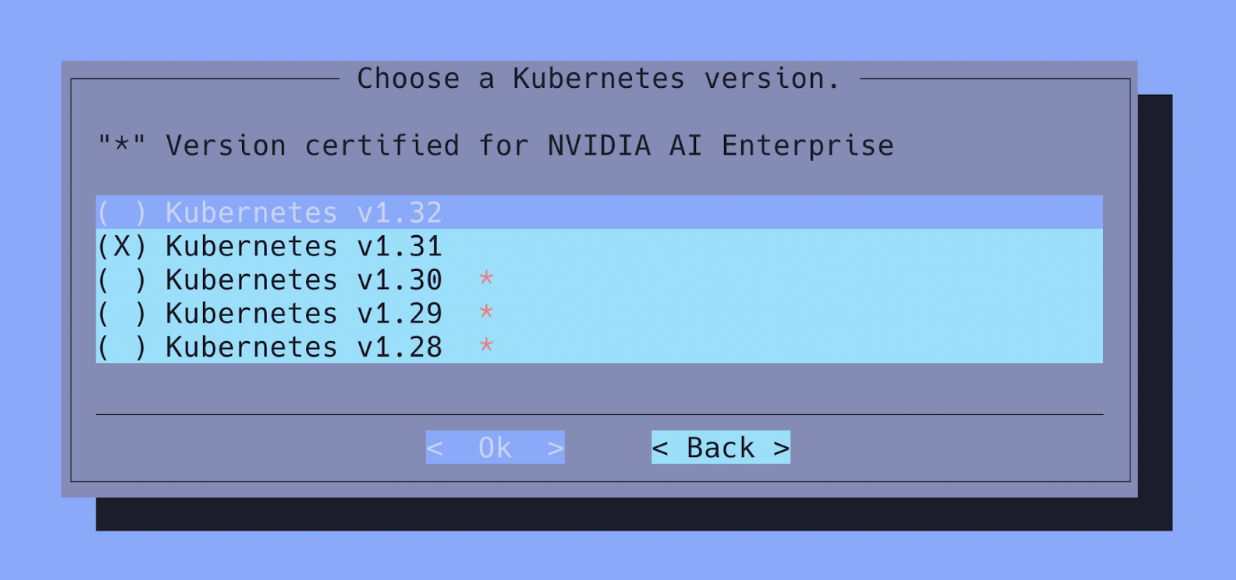 Choose a Kubernetes version.
"*" Version certified for NVIDIA AI Enterprise
( ) Kubernetes v1.32
(X) Kubernetes v1.31
( ) Kubernetes v1.30 *
( ) Kubernetes v1.29 *
( ) Kubernetes v1.28 *
< Ok > < Back >